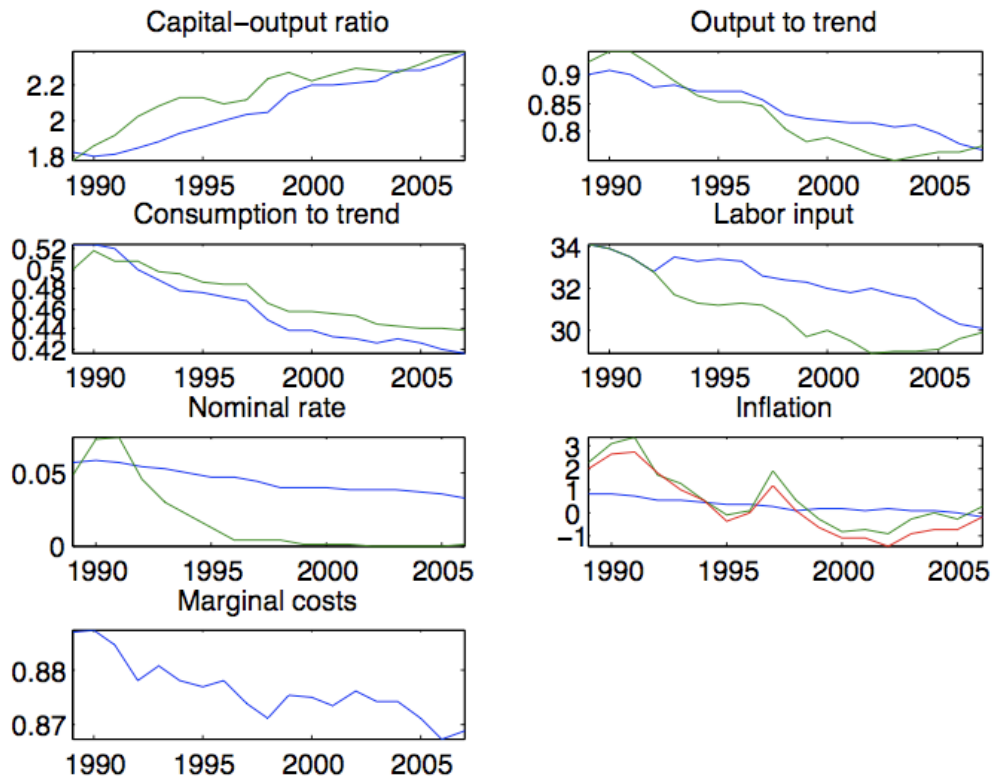 Capital−output ratio
Output to trend
2.2
2
1.8
1990 1995 2000 2005
0.9
0.85
0.8
1990 1995 2000 2005
Consumption to trend
Labor input
0.52
0.5
0.48
0.46
0.44
0.42
1990 1995 2000 2005
34
32
30
1990 1995 2000 2005
Nominal rate
Inflation
0.05
0
1990 1995 2000 2005
3
2
1
0
−1
1990 1995 2000 2005
Marginal costs
0.88
0.87
1990 1995 2000 2005